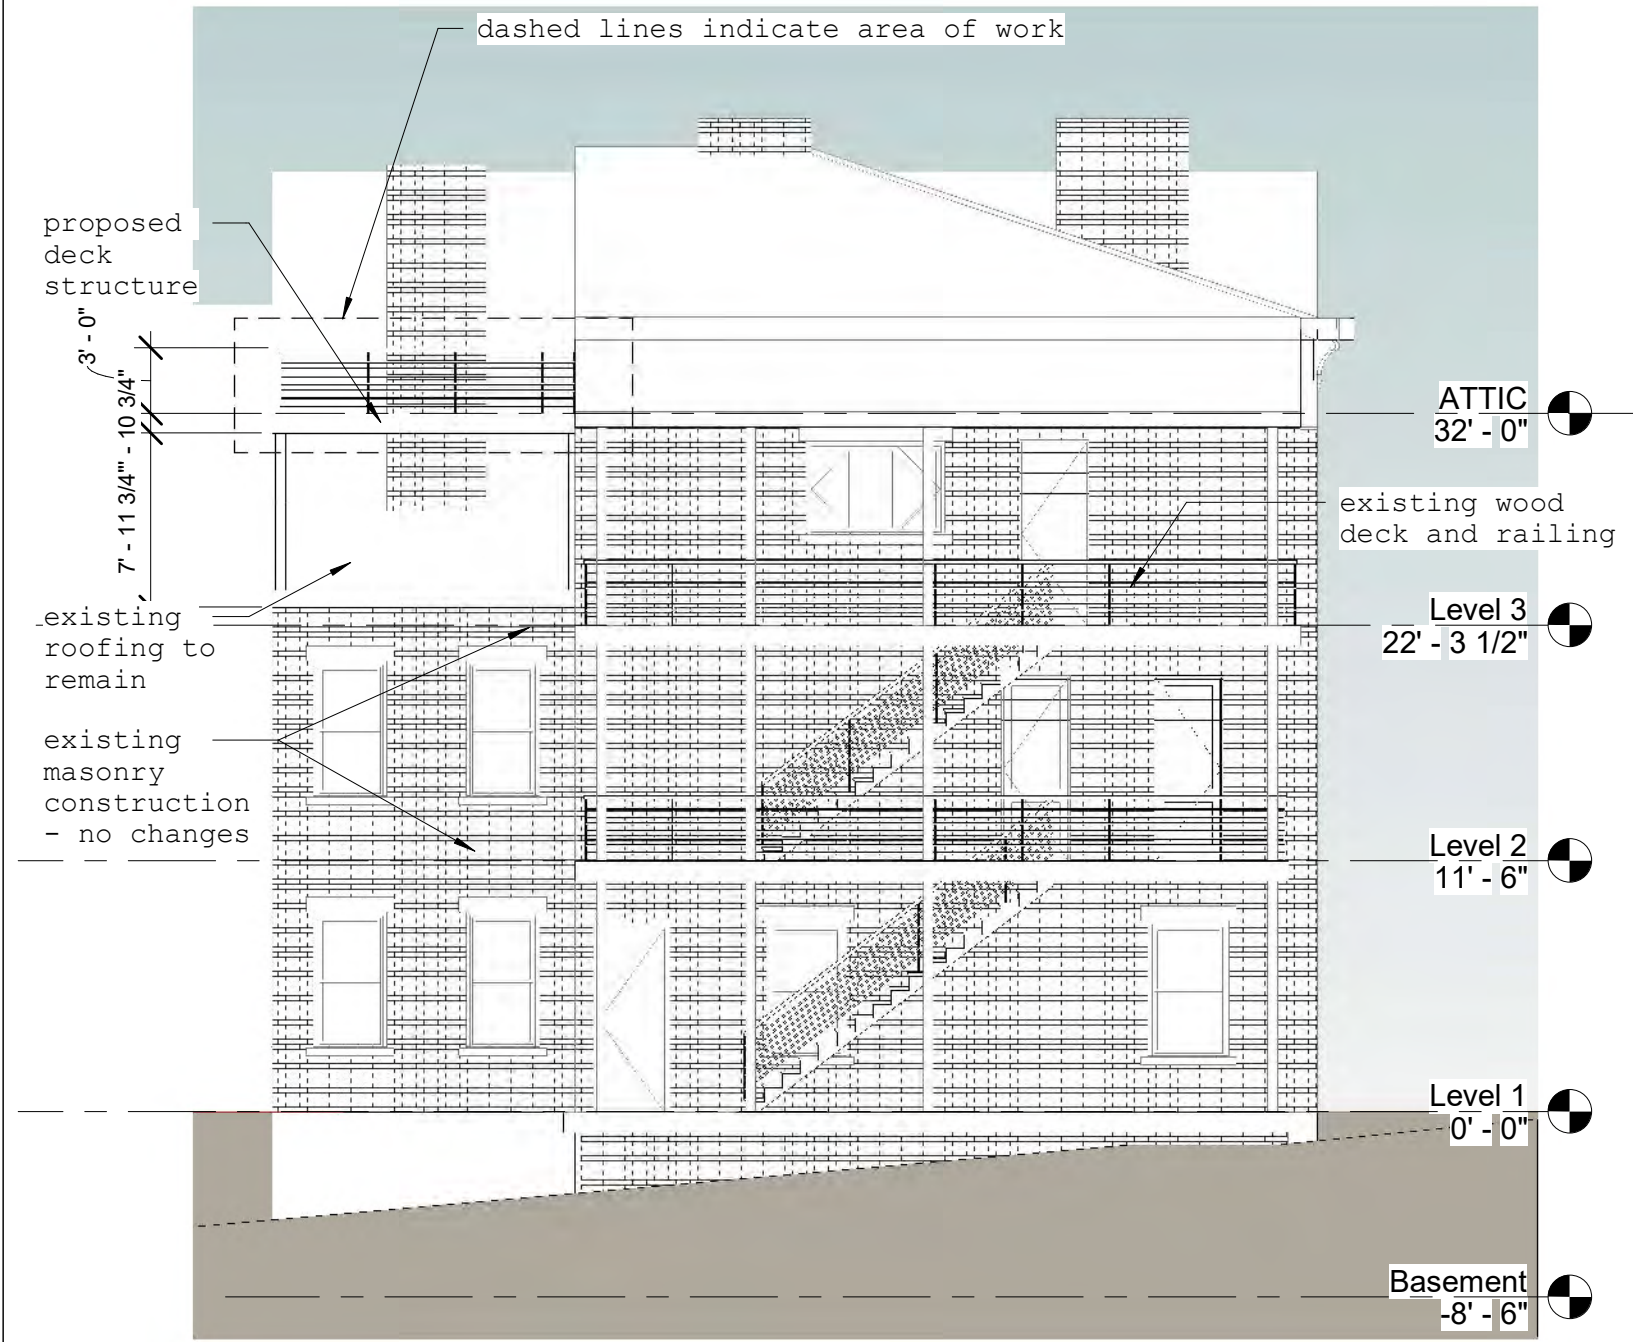 dashed lines indicate area of work
proposed
deck
structure
3' - 0"
10 3/4"
7' - 11 3/4"
ATTIC
32' - 0"
existing wood
deck and railing
Level 3
22' - 3 1/2"
existing
roofing to
remain
existing
masonry
construction
- no changes
Level 2
11' - 6"
Level 1
0' - 0"
Basement
-8' - 6"